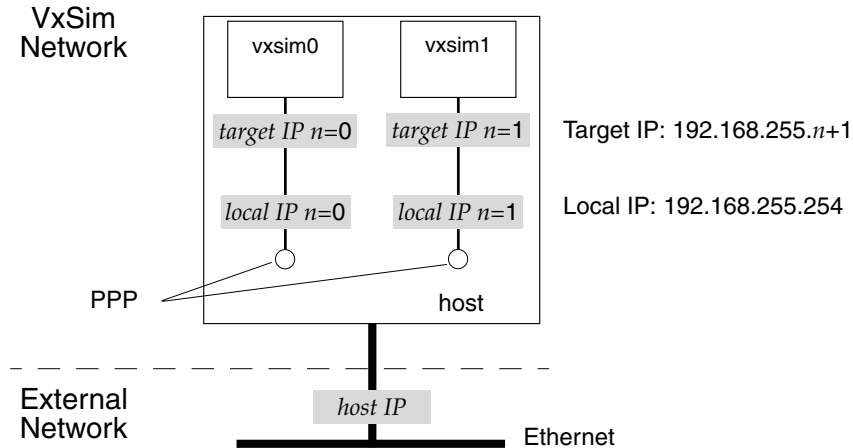 VxSim
Network
vxsim0
vxsim1
target IP n=0
target IP n=1
Target IP: 192.168.255.n+1
local IP n=0
local IP n=1
Local IP: 192.168.255.254
PPP
host
External
Network
host IP
Ethernet